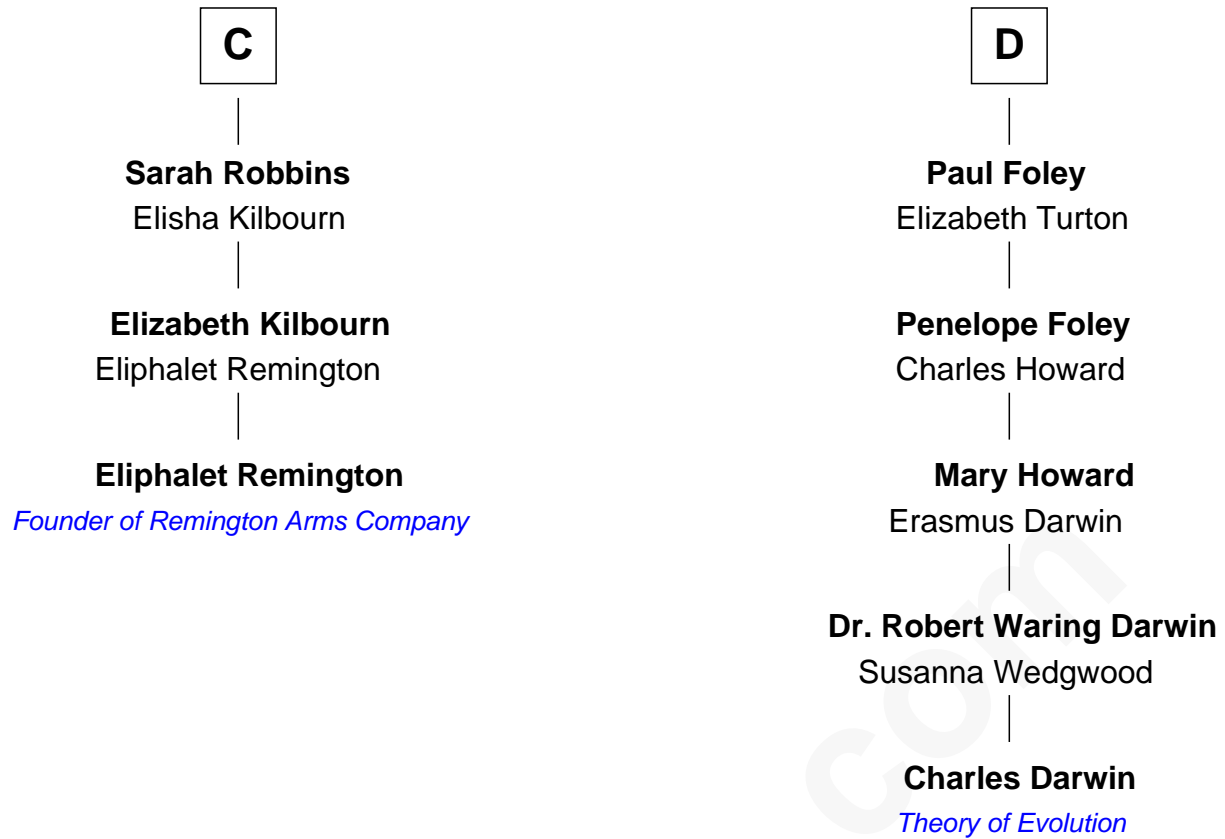 C
Sarah Robbins
Elisha Kilbourn
Elizabeth Kilbourn
Eliphalet Remington
Eliphalet Remington
Founder of Remington Arms Company
D
Paul Foley
Elizabeth Turton
Penelope Foley
Charles Howard
Mary Howard
Erasmus Darwin
Dr. Robert Waring Darwin
Susanna Wedgwood
Charles Darwin
Theory of Evolution
com